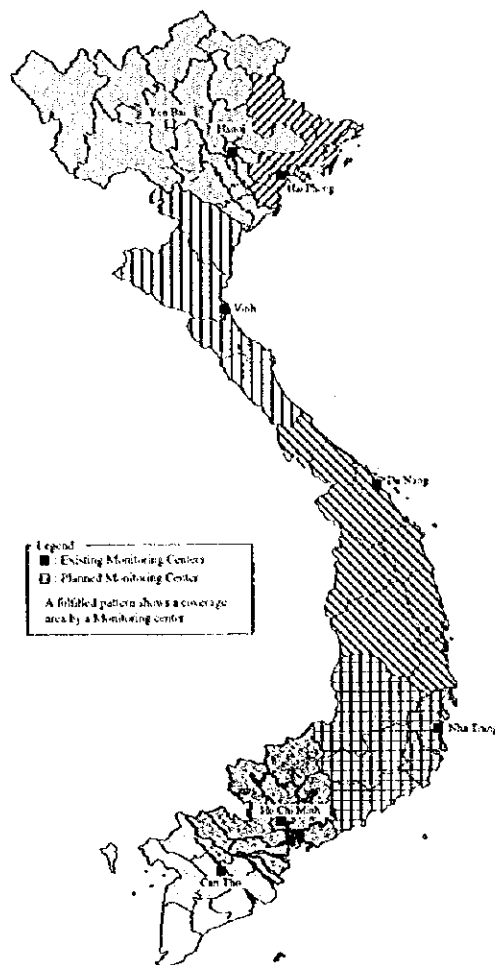 Yen Bai
Hanoi
Hai Phong
Vinh
Da Nang
Legend
: Existing Monitoring Centers
: Planned Monitoring Center
A fulfilled pattern shows a coverage
area by a Monitoring center
Nha Trang
Ho Chi Minh
Can Tho